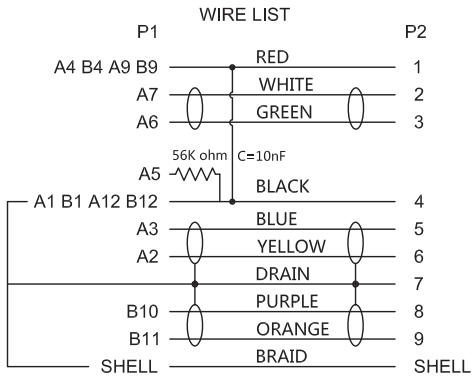 WIRE LIST
P1 P2
A4 B4 A9 B9 RED 1
A7 WHITE 2
A6 GREEN 3
A5 56K ohm C=10nF
A1 B1 A12 B12 BLACK 4
A3 BLUE 5
A2 YELLOW 6
DRAIN 7
B10 PURPLE 8
B11 ORANGE 9
SHELL BRAID SHELL